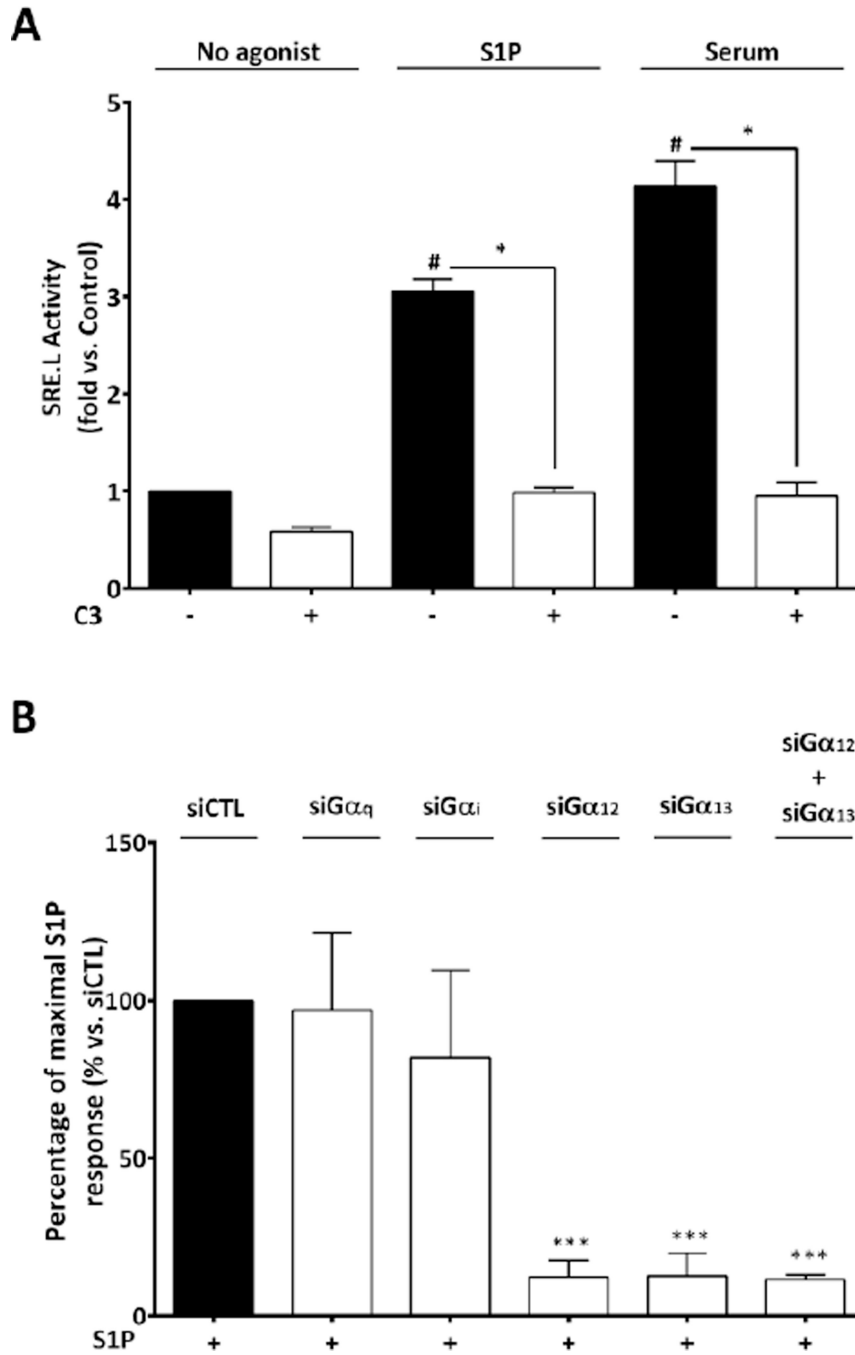 A
No agonist S1P Serum
5
4
3
2
1
0
SRE.L Activity
(fold vs. Control)
# * # *
C3 - + - + - +
B
siCTL siGαq siGαi siGα12 siGα13 siGα12
+
siGα13
150
100
50
0
Percentage of maximal S1P
response (% vs. siCTL)
*** *** ***
S1P + + + + + +